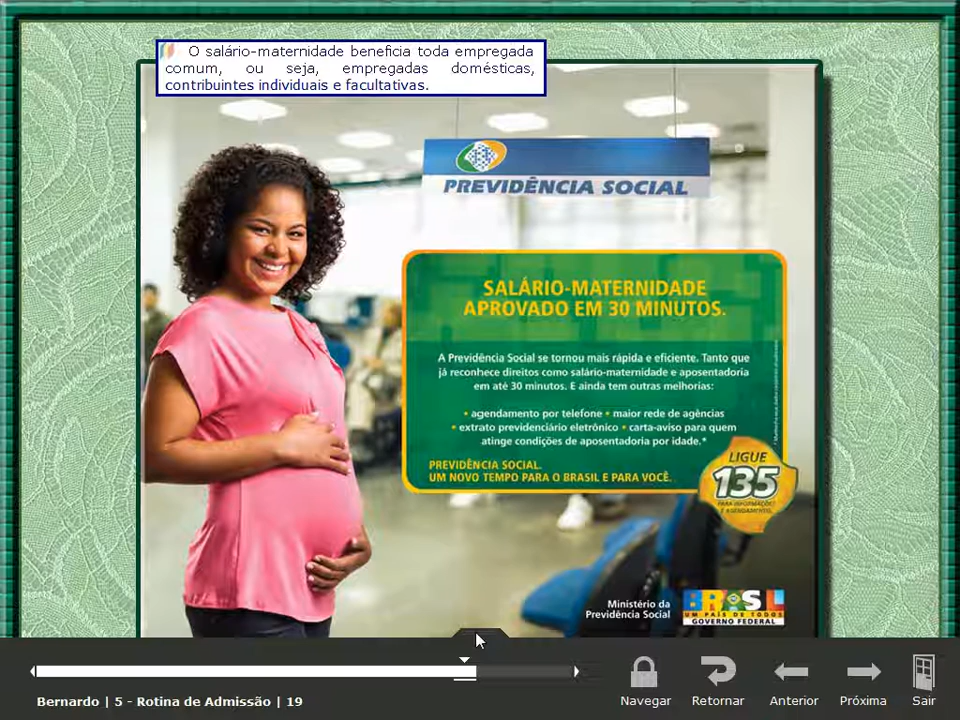 O salário-maternidade beneficia toda empregada
comum, ou seja, empregadas domésticas,
contribuintes individuais e facultativas.
PREVIDÊNCIA SOCIAL
SALÁRIO-MATERNIDADE
APROVADO EM 30 MINUTOS.
A Previdência Social se tornou mais rápida e eficiente. Tanto que
já reconhece direitos como salário-maternidade e aposentadoria
em até 30 minutos. E ainda tem outras melhorias:
• agendamento por telefone • maior rede de agências
• extrato previdenciário eletrônico • carta-aviso para quem
atinge condições de aposentadoria por idade.*
PREVIDÊNCIA SOCIAL.
UM NOVO TEMPO PARA O BRASIL E PARA VOCÊ.
LIGUE
135
PARA INFORMAÇÕES
E AGENDAMENTO.
Ministério da
Previdência Social
BRASIL
UM PAÍS DE TODOS
GOVERNO FEDERAL
Navegar
Retornar
Anterior
Próxima
Sair
Bernardo | 5 - Rotina de Admissão | 19